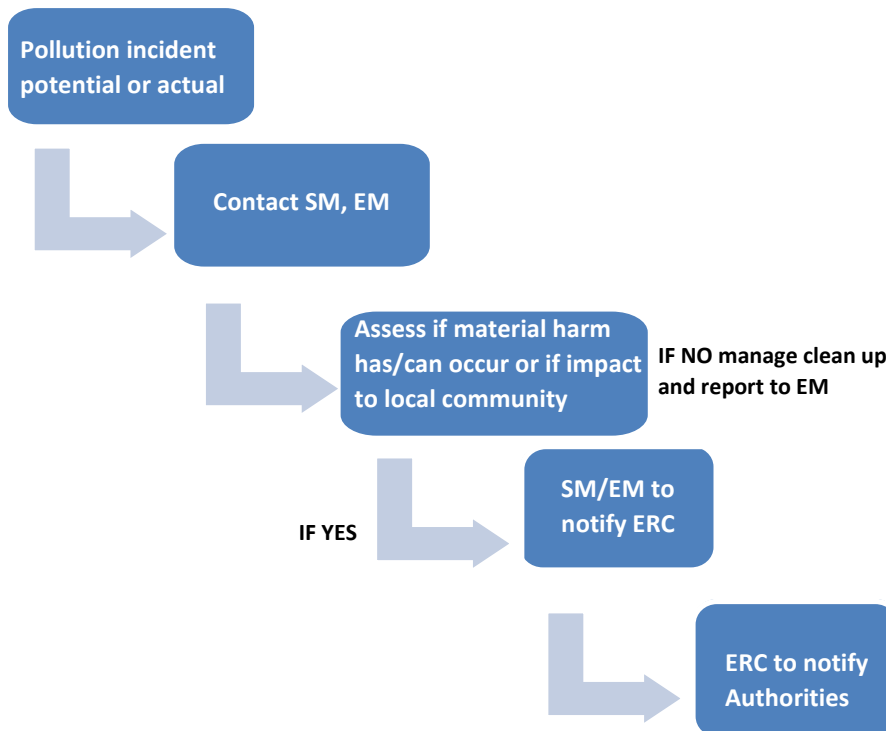 Pollution incident
potential or actual
Contact SM, EM
Assess if material harm
has/can occur or if impact
to local community
IF NO manage clean up
and report to EM
IF YES
SM/EM to
notify ERC
ERC to notify
Authorities